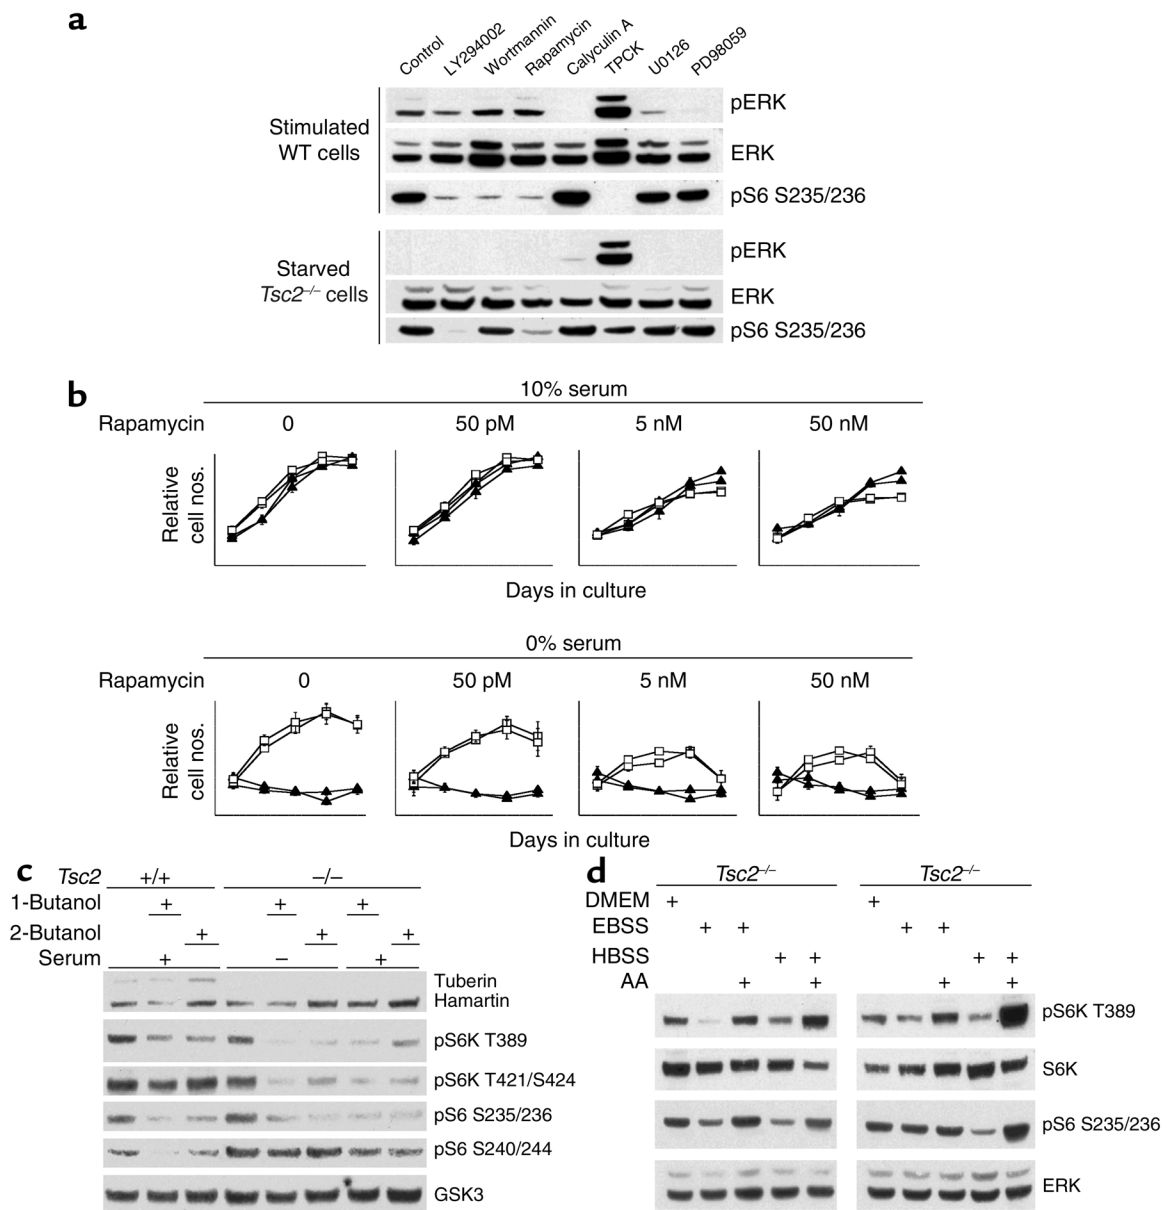 a
Control LY294002 Wortmannin Rapamycin Calyculin A TPCK U0126 PD98059
Stimulated
WT cells
pERK
ERK
pS6 S235/236
Starved
Tsc2–/– cells
pERK
ERK
pS6 S235/236
b
10% serum
Rapamycin 0 50 pM 5 nM 50 nM
Relative
cell nos.
Days in culture
0% serum
Rapamycin 0 50 pM 5 nM 50 nM
Relative
cell nos.
Days in culture
c
Tsc2 +/+ –/–
1-Butanol + + +
2-Butanol + + +
Serum + – +
Tuberin
Hamartin
pS6K T389
pS6K T421/S424
pS6 S235/236
pS6 S240/244
GSK3
d
Tsc2–/– Tsc2–/–
DMEM + +
EBSS + + + +
HBSS + + + +
AA + + + +
pS6K T389
S6K
pS6 S235/236
ERK